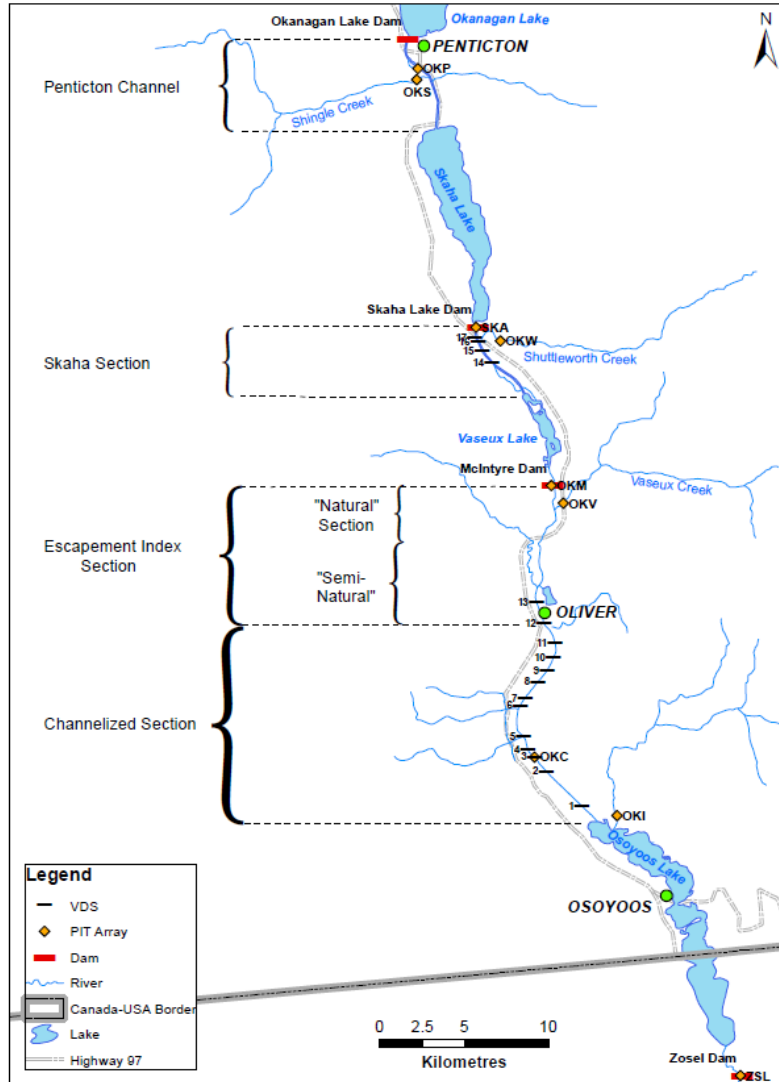 Okanagan Lake Dam
Okanagan Lake
N
PENTICTON
OKP
Penticton Channel
OKS
Shingle Creek
Skaha Lake
Skaha Lake Dam
SKA
17
16
OKW
15
Shuttleworth Creek
Skaha Section
14
Vaseux Lake
McIntyre Dam
OKM
Vaseux Creek
"Natural"
Section
OKV
Escapement Index
Section
"Semi-
Natural"
13
OLIVER
12
11
10
9
8
7
6
Channelized Section
5
4
3
OKC
2
1
OKI
Osoyoos Lake
Legend
VDS
OSOYOOS
PIT Array
Dam
River
Canada-USA Border
Lake
Highway 97
0 2.5 5 10
Kilometres
Zosel Dam
ZSL